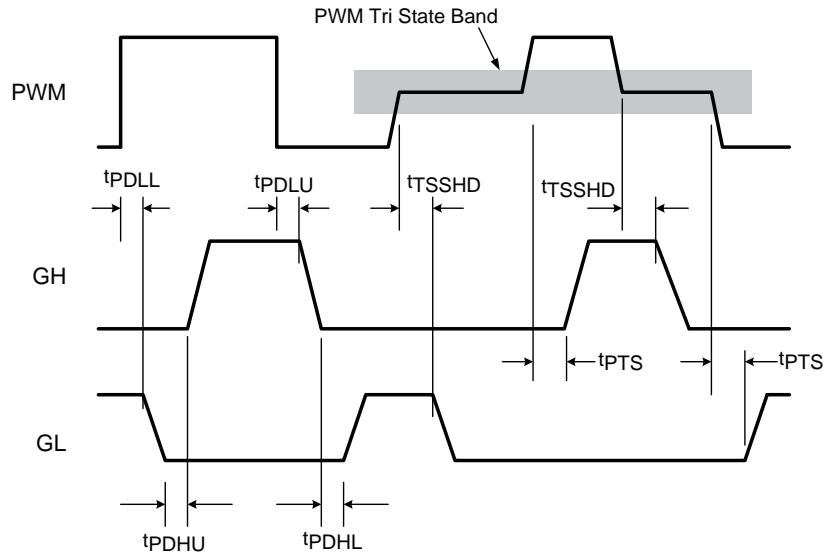 PWM Tri State Band
PWM
tPDLL
tPDLU
tTSSHD
tTSSHD
GH
tPTS
tPTS
GL
tPDHU
tPDHL